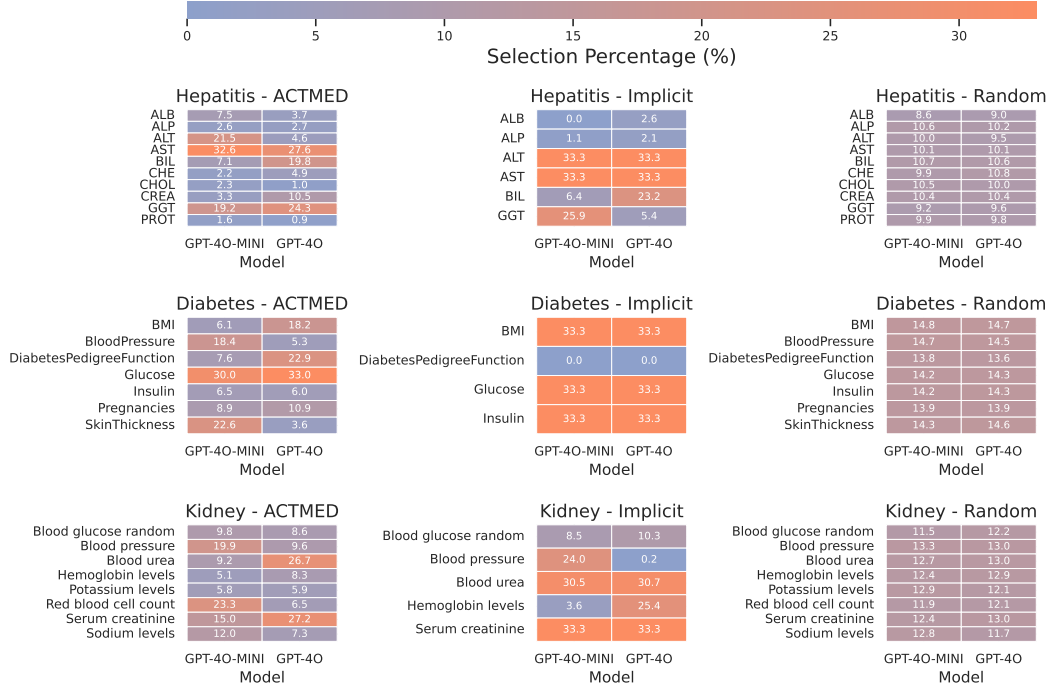 0 5 10 15 20 25 30
Selection Percentage (%)
Hepatitis - ACTMED
ALB 7.5 3.7
ALP 2.6 2.7
ALT 21.5 4.6
AST 32.6 27.6
BIL 7.1 19.8
CHE 2.2 4.9
CHOL 2.3 1.0
CREA 3.3 10.5
GGT 19.2 24.3
PROT 1.6 0.9
GPT-4O-MINI GPT-4O
Model
Hepatitis - Implicit
ALB 0.0 2.6
ALP 1.1 2.1
ALT 33.3 33.3
AST 33.3 33.3
BIL 6.4 23.2
GGT 25.9 5.4
GPT-4O-MINI GPT-4O
Model
Hepatitis - Random
ALB 8.6 9.0
ALP 10.6 10.2
ALT 10.0 9.5
AST 10.1 10.1
BIL 10.7 10.6
CHE 9.9 10.8
CHOL 10.5 10.0
CREA 10.4 10.4
GGT 9.2 9.6
PROT 9.9 9.8
GPT-4O-MINI GPT-4O
Model
Diabetes - ACTMED
BMI 6.1 18.2
BloodPressure 18.4 5.3
DiabetesPedigreeFunction 7.6 22.9
Glucose 30.0 33.0
Insulin 6.5 6.0
Pregnancies 8.9 10.9
SkinThickness 22.6 3.6
GPT-4O-MINI GPT-4O
Model
Diabetes - Implicit
BMI 33.3 33.3
DiabetesPedigreeFunction 0.0 0.0
Glucose 33.3 33.3
Insulin 33.3 33.3
GPT-4O-MINI GPT-4O
Model
Diabetes - Random
BMI 14.8 14.7
BloodPressure 14.7 14.5
DiabetesPedigreeFunction 13.8 13.6
Glucose 14.2 14.3
Insulin 14.2 14.3
Pregnancies 13.9 13.9
SkinThickness 14.3 14.6
GPT-4O-MINI GPT-4O
Model
Kidney - ACTMED
Blood glucose random 9.8 8.6
Blood pressure 19.9 9.6
Blood urea 9.2 26.7
Hemoglobin levels 5.1 8.3
Potassium levels 5.8 5.9
Red blood cell count 23.3 6.5
Serum creatinine 15.0 27.2
Sodium levels 12.0 7.3
GPT-4O-MINI GPT-4O
Model
Kidney - Implicit
Blood glucose random 8.5 10.3
Blood pressure 24.0 0.2
Blood urea 30.5 30.7
Hemoglobin levels 3.6 25.4
Serum creatinine 33.3 33.3
GPT-4O-MINI GPT-4O
Model
Kidney - Random
Blood glucose random 11.5 12.2
Blood pressure 13.3 13.0
Blood urea 12.7 13.0
Hemoglobin levels 12.4 12.9
Potassium levels 12.9 12.1
Red blood cell count 11.9 12.1
Serum creatinine 12.4 13.0
Sodium levels 12.8 11.7
GPT-4O-MINI GPT-4O
Model